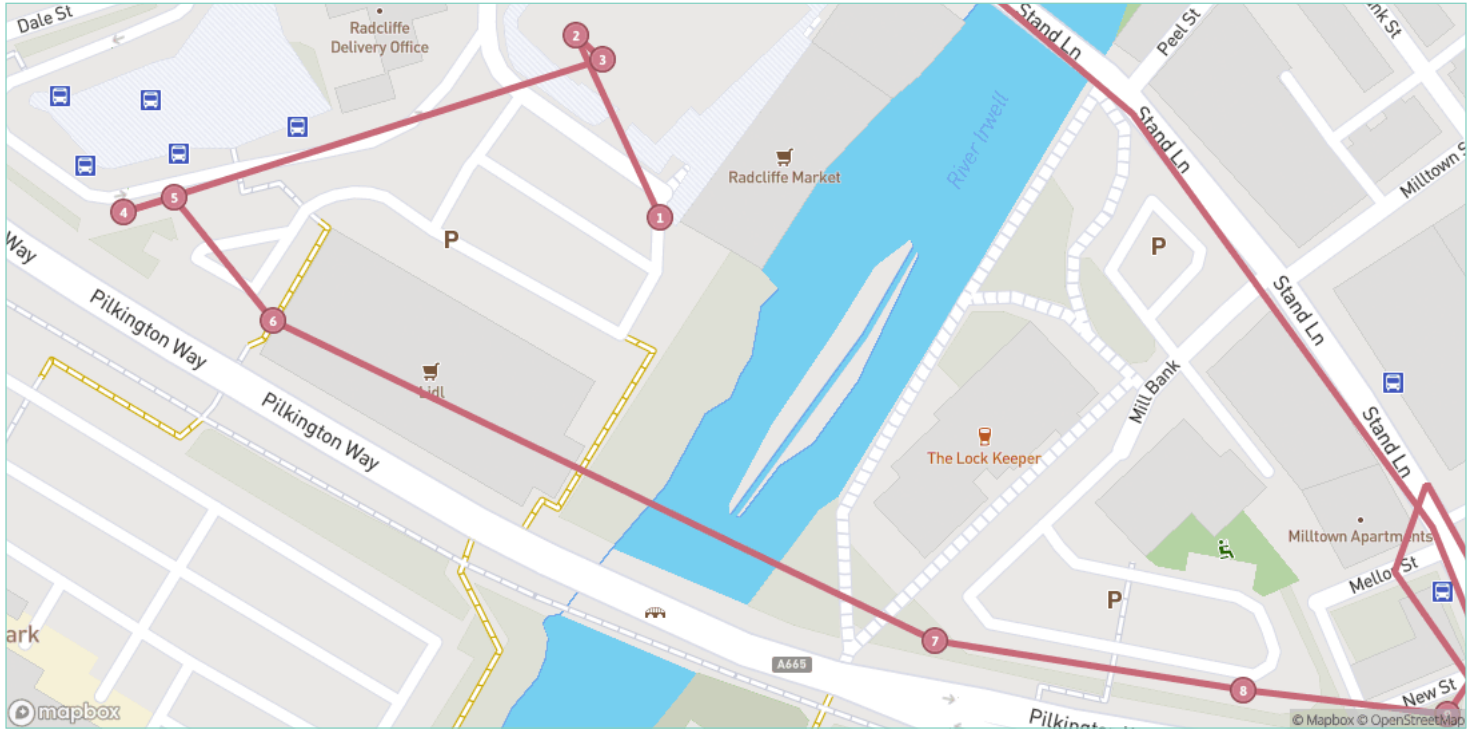 Dale St
Radcliffe
Delivery Office
2
3
Stand Ln
Peel St
Stand Ln
River Irwell
Radcliffe Market
4
5
1
P
P
Way
Pilkington Way
6
Lidl
Stand Ln
Mill Bank
Pilkington Way
The Lock Keeper
Stand Ln
Milltown Apartments
Mellor St
P
ark
7
A665
8
New St
mapbox
© Mapbox © OpenStreetMap